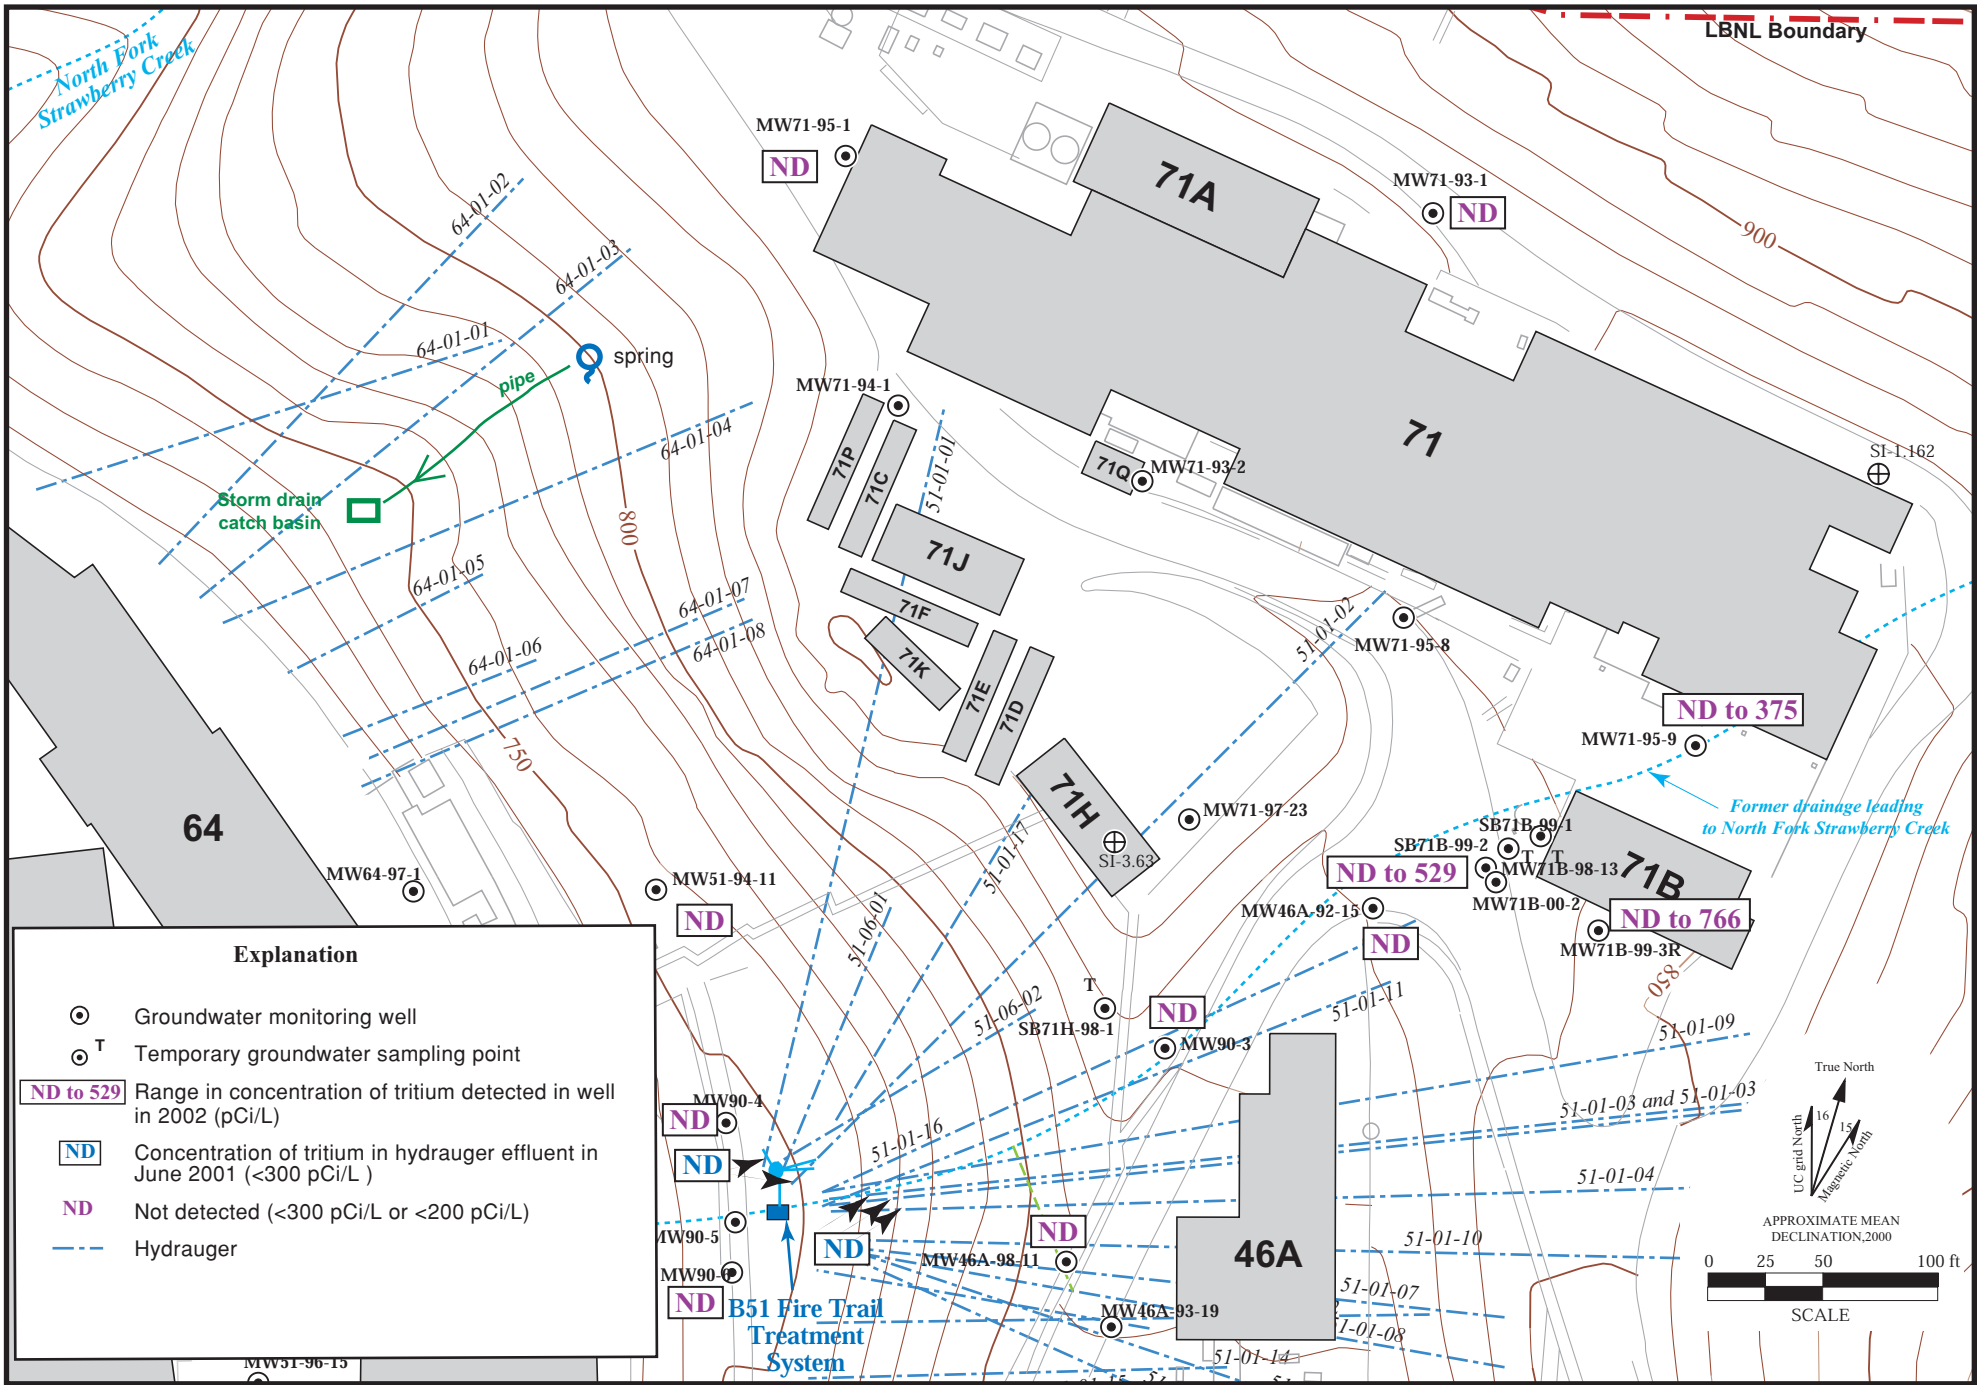 North Fork
Strawberry Creek
LBNL Boundary
MW71-95-1
ND
71A
MW71-93-1
ND
900
64-01-02
64-01-03
64-01-01
spring
pipe
MW71-94-1
64-01-04
71P
71C
51-01-01
71Q
MW71-93-2
71
SI-1.162
Storm drain
catch basin
800
71J
64-01-05
64-01-07
71F
64-01-08
64-01-06
71K
71E
71D
51-01-02
MW71-95-8
ND to 375
MW71-95-9
750
71H
SI-3.63
MW71-97-23
Former drainage leading
to North Fork Strawberry Creek
64
SB71B-99-1
SB71B-99-2
T
T
ND to 529
MW71B-98-13
71B
MW71B-00-2
ND to 766
MW71B-99-3R
850
MW64-97-1
MW51-94-11
ND
51-01-17
51-06-01
51-06-02
MW46A-92-15
ND
T
SB71H-98-1
ND
MW90-3
51-01-11
51-01-09
51-01-03 and 51-01-03
51-01-04
51-01-10
51-01-07
51-01-14
51-01-16
MW90-4
ND
ND
MW90-5
ND
MW90-6
ND
B51 Fire Trail
Treatment
System
ND
MW46A-98-11
MW46A-93-19
46A
MW51-96-15
Explanation
Groundwater monitoring well
T
Temporary groundwater sampling point
ND to 529
Range in concentration of tritium detected in well
in 2002 (pCi/L)
ND
Concentration of tritium in hydrauger effluent in
June 2001 (<300 pCi/L )
ND
Not detected (<300 pCi/L or <200 pCi/L)
Hydrauger
True North
UC grid North
16
15
Magnetic North
APPROXIMATE MEAN
DECLINATION,2000
0 25 50 100 ft
SCALE